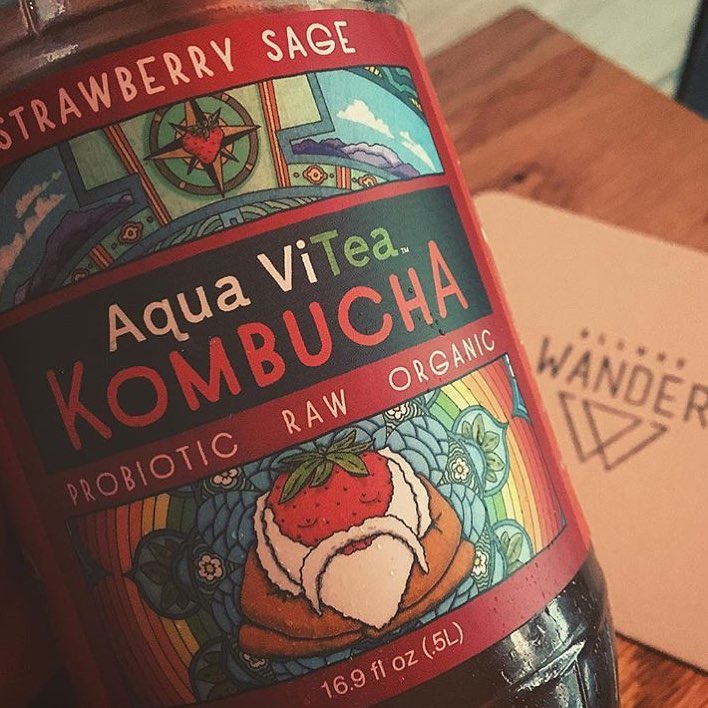 STRAWBERRY SAGE
Aqua ViTea™
KOMBUCHA
PROBIOTIC RAW ORGANIC
16.9 fl oz (.5L)
WANDER